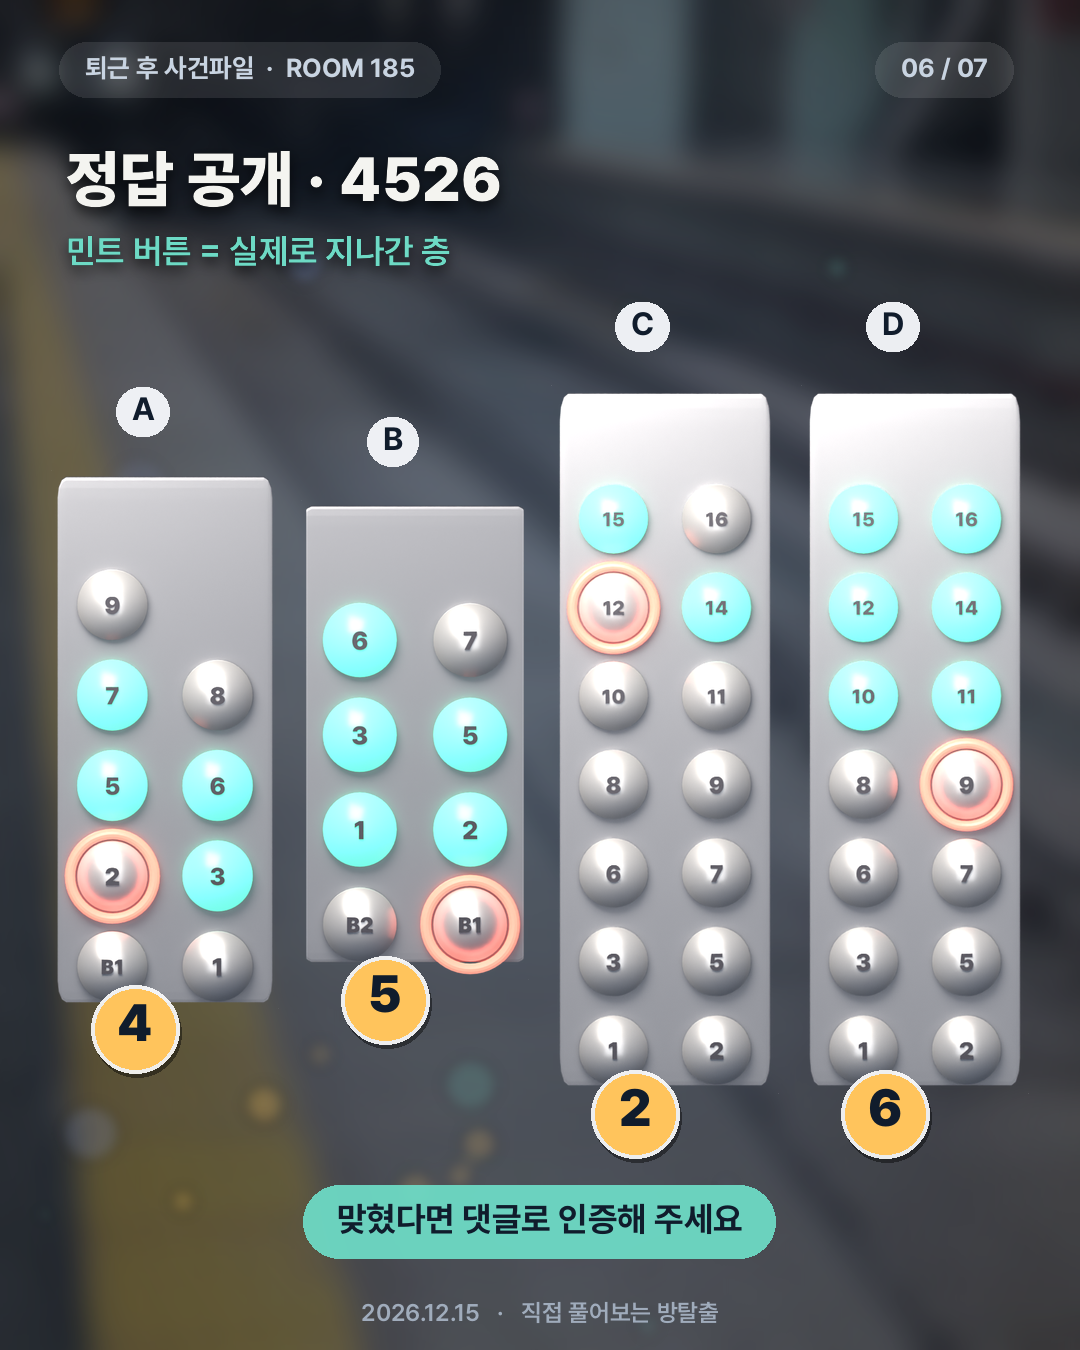 퇴근 후 사건파일 · ROOM 185
06 / 07
정답 공개 · 4526
민트 버튼 = 실제로 지나간 층
A
B
C
D
9
7 8
5 6
2 3
B1 1
4
6 7
3 5
1 2
B2 B1
5
15 16
12 14
10 11
8 9
6 7
3 5
1 2
2
15 16
12 14
10 11
8 9
6 7
3 5
1 2
6
맞혔다면 댓글로 인증해 주세요
2026.12.15 · 직접 풀어보는 방탈출